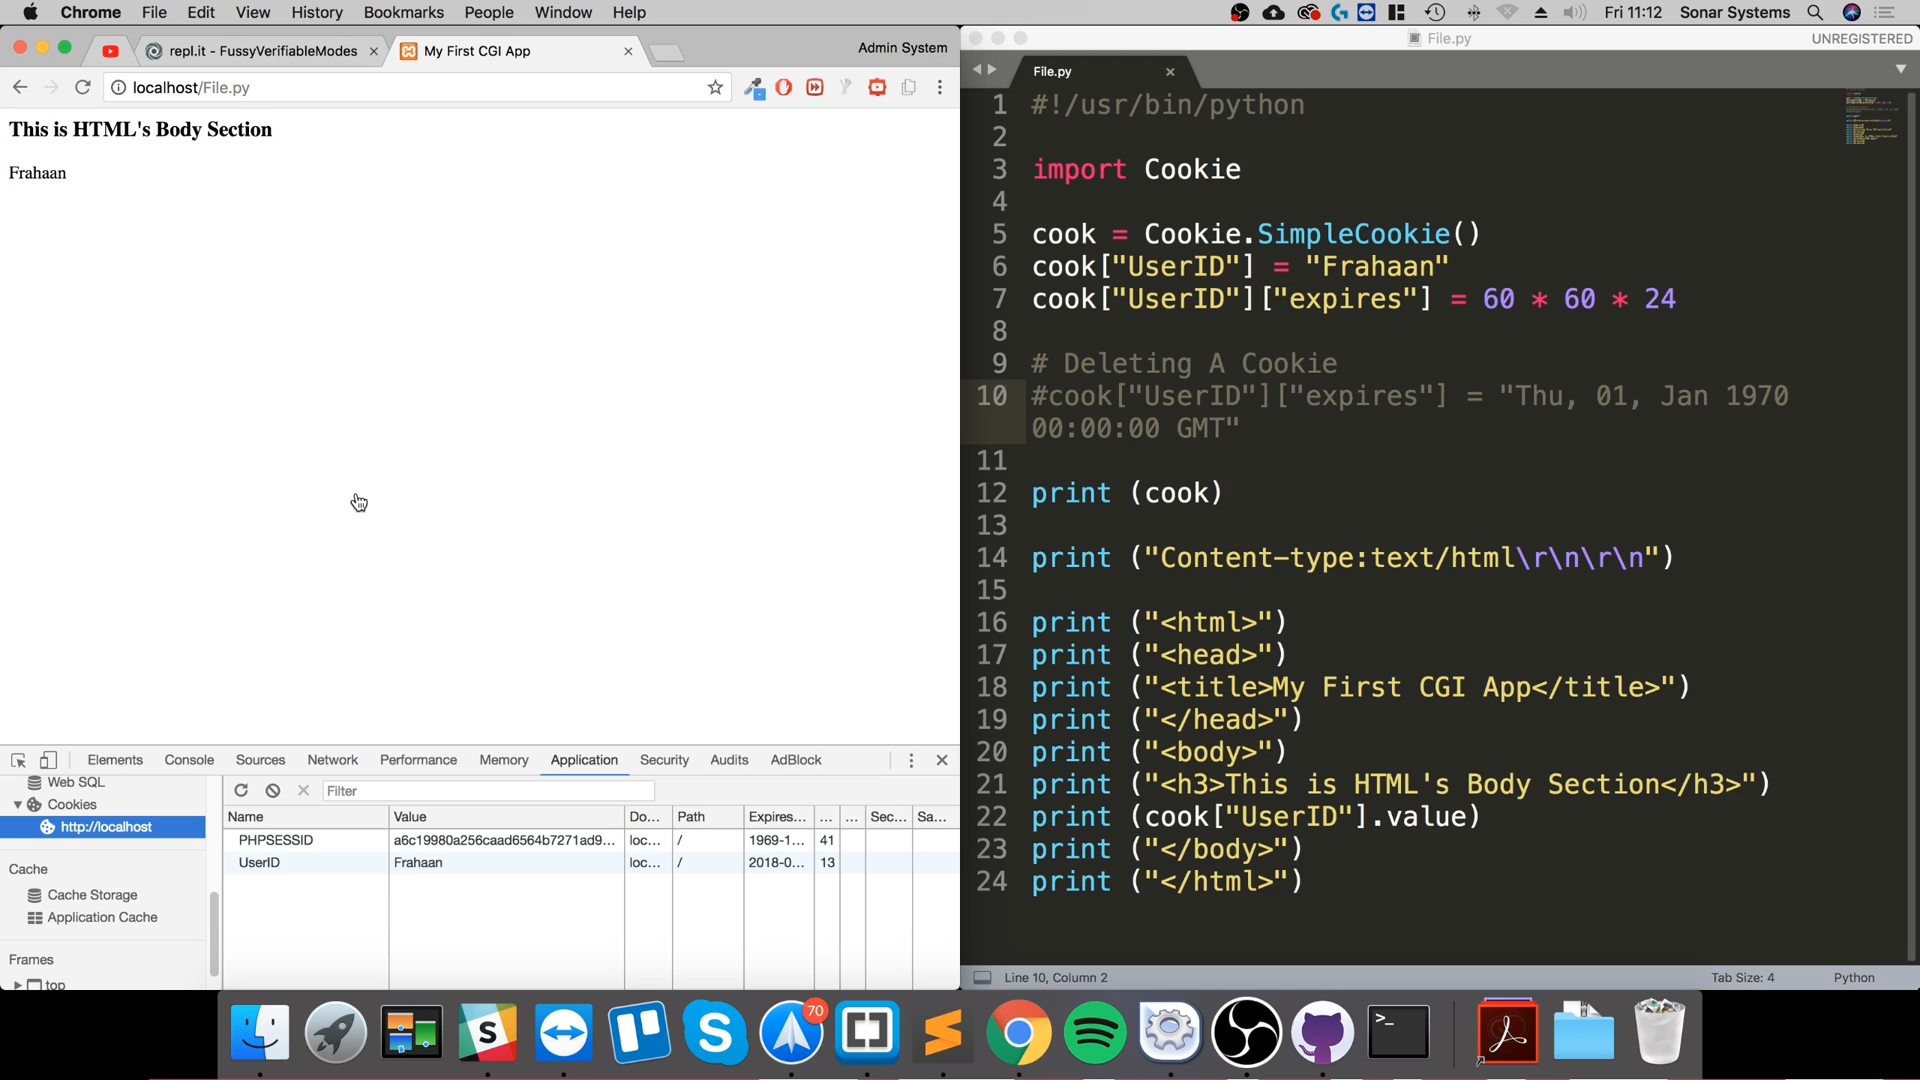 Chrome File Edit View History Bookmarks People Window Help
Fri 11:12 Sonar Systems
repl.it - FussyVerifiableModes
My First CGI App
Admin System
localhost/File.py
This is HTML's Body Section
Frahaan
Elements Console Sources Network Performance Memory Application Security Audits AdBlock
Web SQL
Cookies
http://localhost
Cache
Cache Storage
Application Cache
Frames
top
Filter
Name Value Do... Path Expires... ... ... Sec... Sa...
PHPSESSID a6c19980a256caad6564b7271ad9... loc... / 1969-1... 41
UserID Frahaan loc... / 2018-0... 13
File.py
UNREGISTERED
File.py
1 #!/usr/bin/python
2
3 import Cookie
4
5 cook = Cookie.SimpleCookie()
6 cook["UserID"] = "Frahaan"
7 cook["UserID"]["expires"] = 60 * 60 * 24
8
9 # Deleting A Cookie
10 #cook["UserID"]["expires"] = "Thu, 01, Jan 1970
00:00:00 GMT"
11
12 print (cook)
13
14 print ("Content-type:text/html\r\n\r\n")
15
16 print ("<html>")
17 print ("<head>")
18 print ("<title>My First CGI App</title>")
19 print ("</head>")
20 print ("<body>")
21 print ("<h3>This is HTML's Body Section</h3>")
22 print (cook["UserID"].value)
23 print ("</body>")
24 print ("</html>")
Line 10, Column 2
Tab Size: 4 Python
70